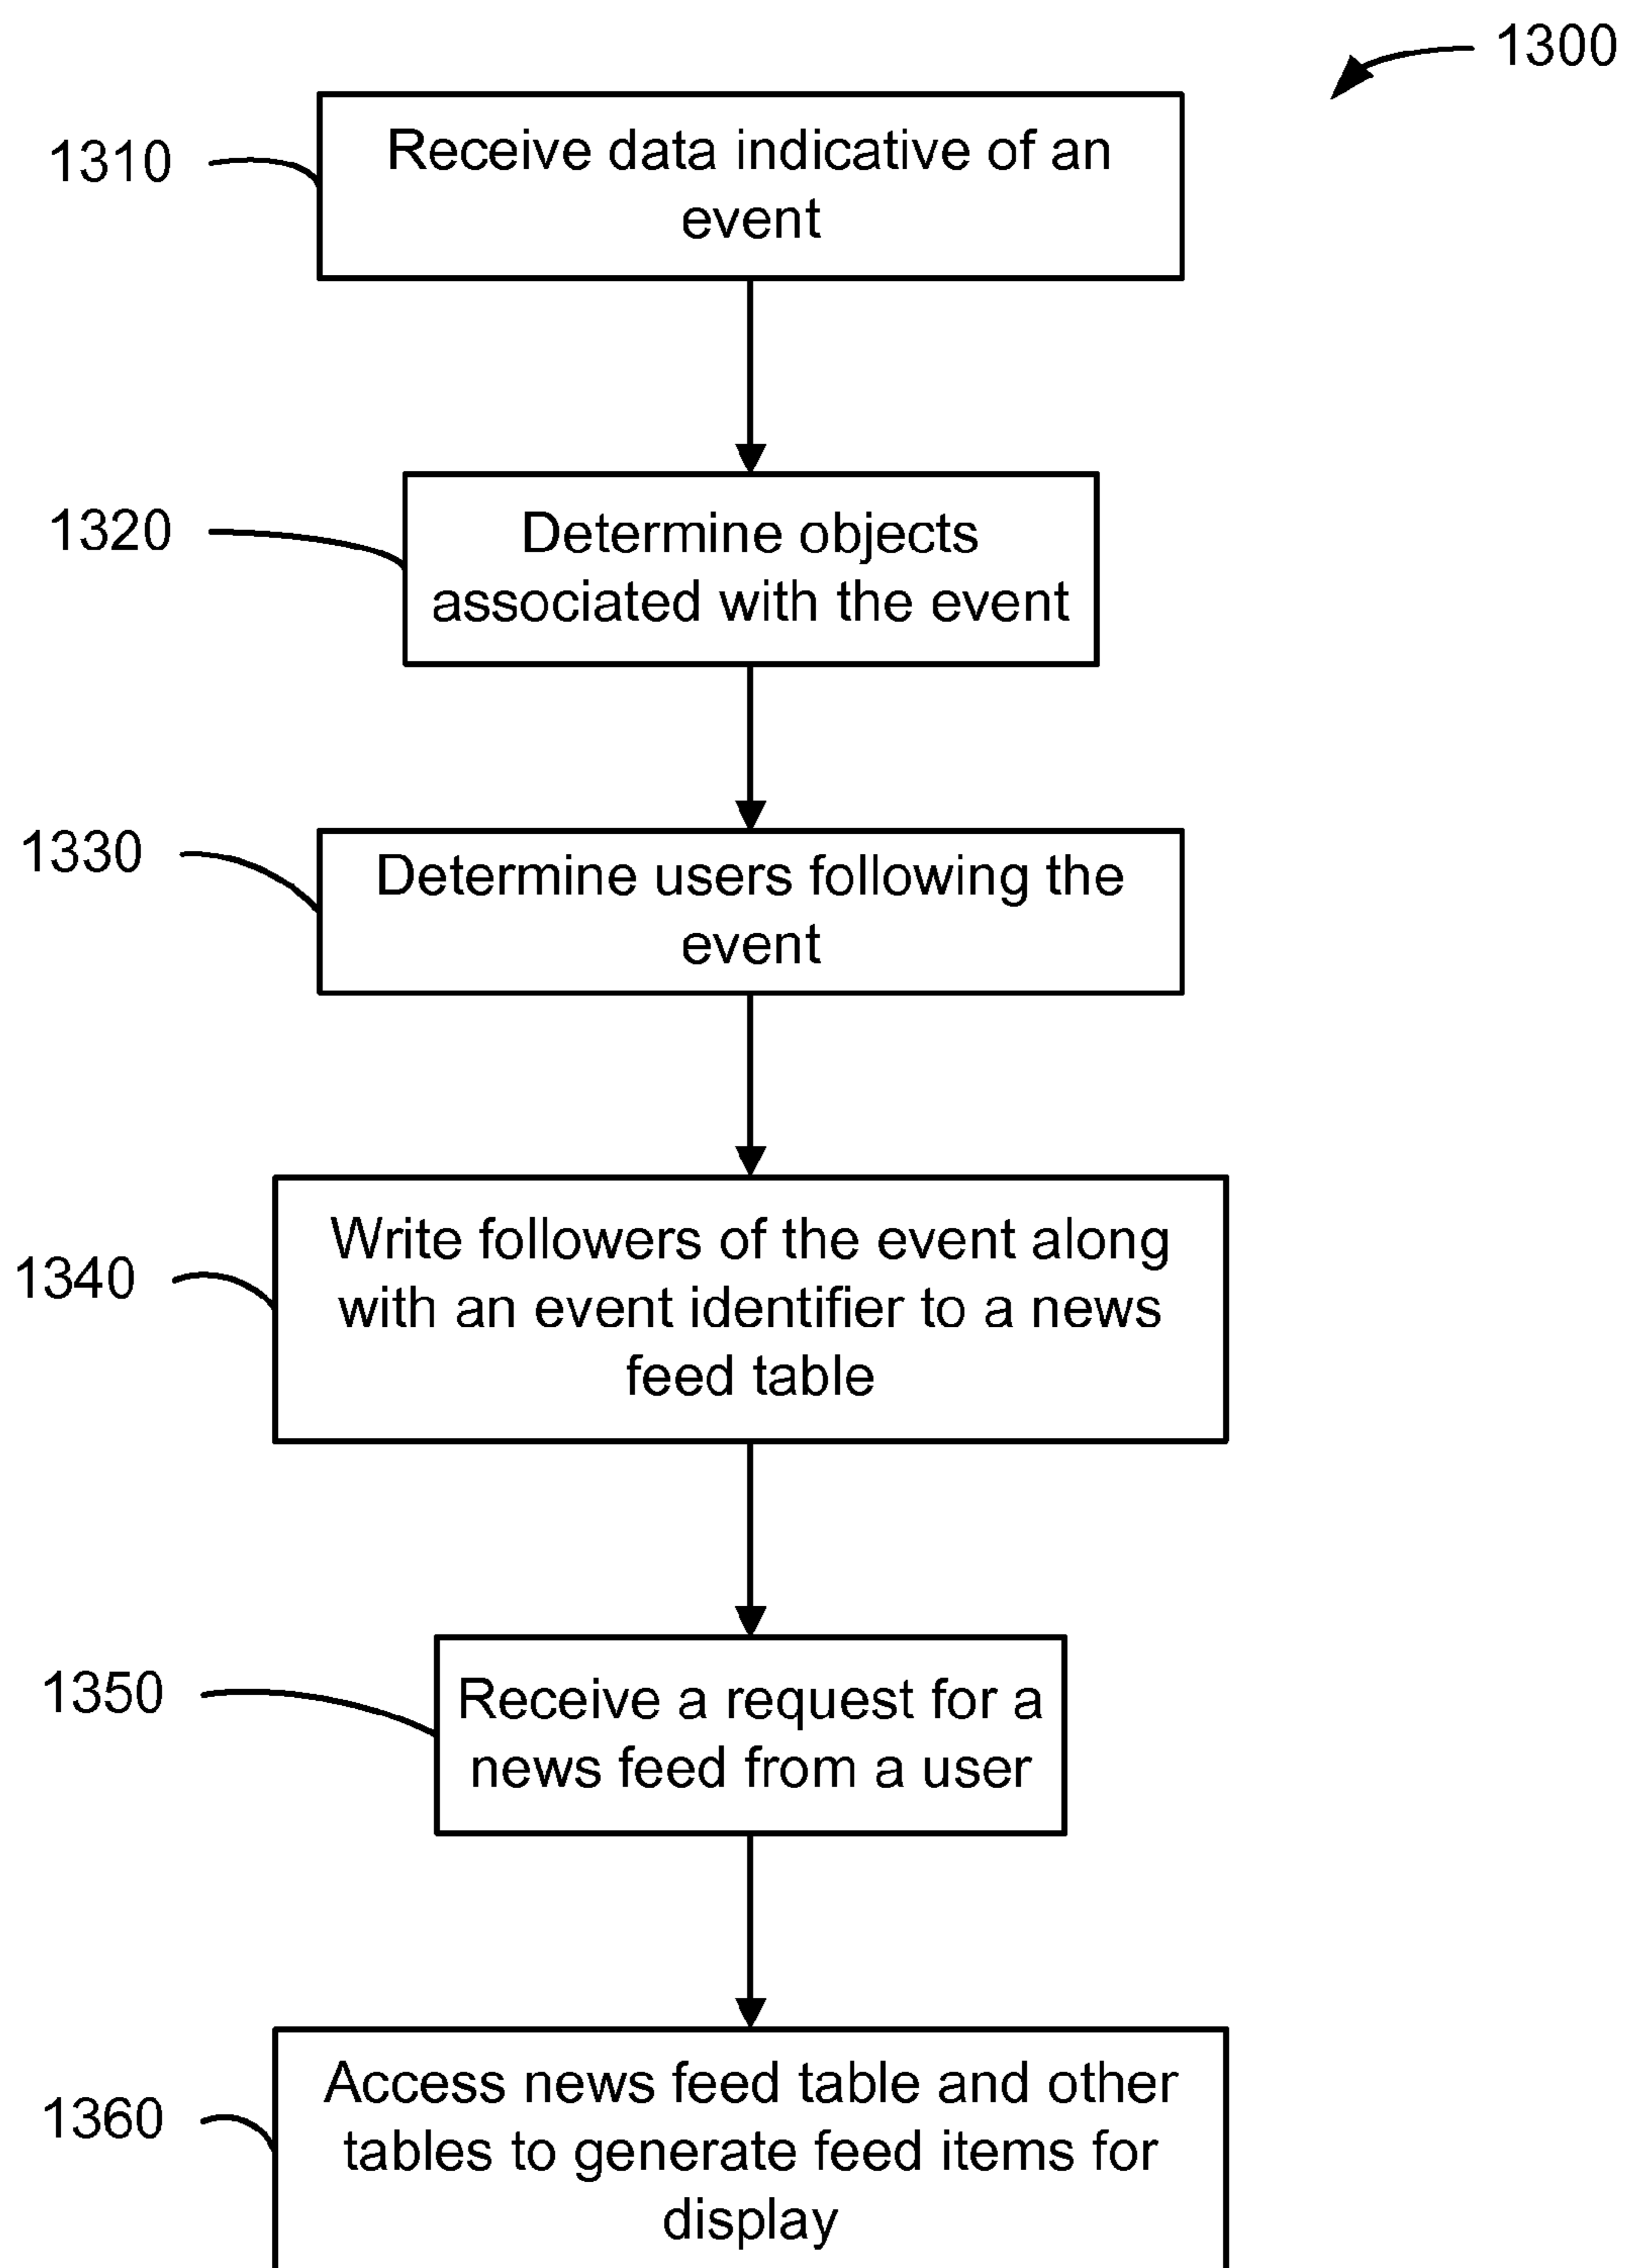 1300
1310
Receive data indicative of an
event
1320
Determine objects
associated with the event
1330
Determine users following the
event
1340
Write followers of the event along
with an event identifier to a news
feed table
1350
Receive a request for a
news feed from a user
1360
Access news feed table and other
tables to generate feed items for
display